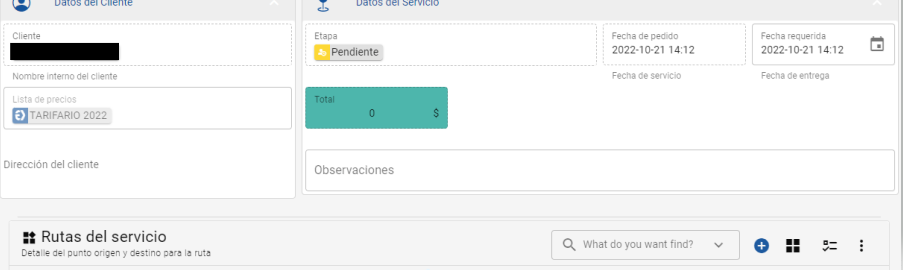 Datos del Cliente
Datos del Servicio
Cliente
Nombre interno del cliente
Lista de precios
TARIFARIO 2022
Dirección del cliente
Etapa
Pendiente
Fecha de pedido
2022-10-21 14:12
Fecha de servicio
Fecha requerida
2022-10-21 14:12
Fecha de entrega
Total
0 $
Observaciones
Rutas del servicio
Detalle del punto origen y destino para la ruta
What do you want find?